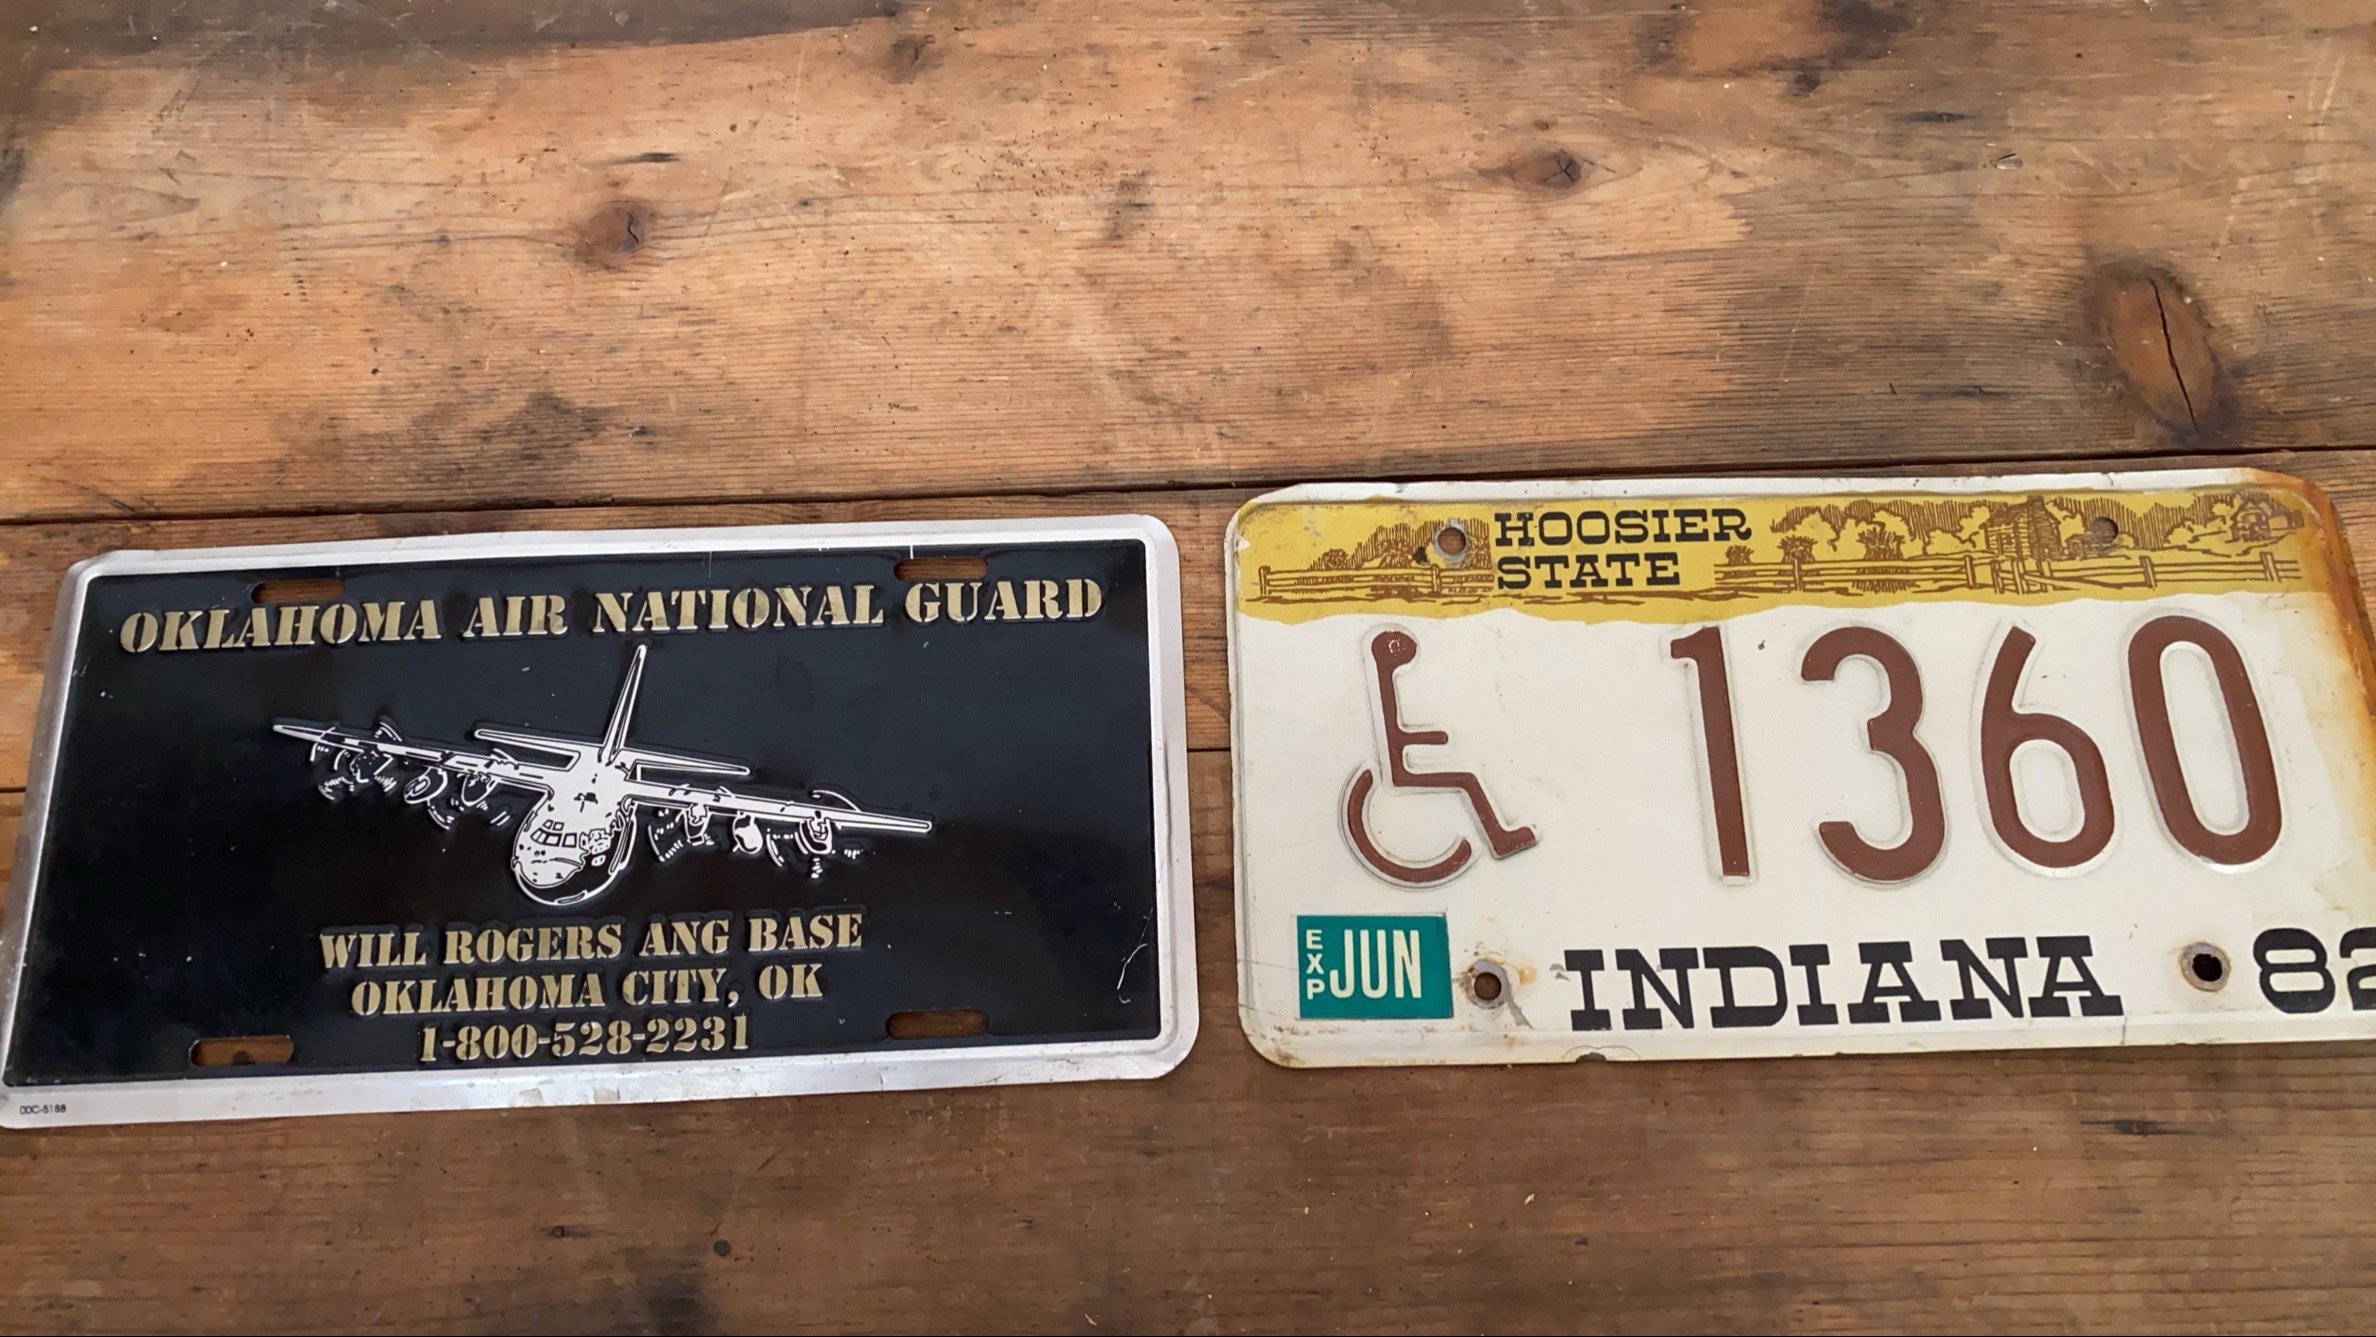 OKLAHOMA AIR NATIONAL GUARD
WILL ROGERS ANG BASE
OKLAHOMA CITY, OK
1-800-528-2231
DDC-5188
HOOSIER
STATE
1360
EXP JUN
INDIANA 82